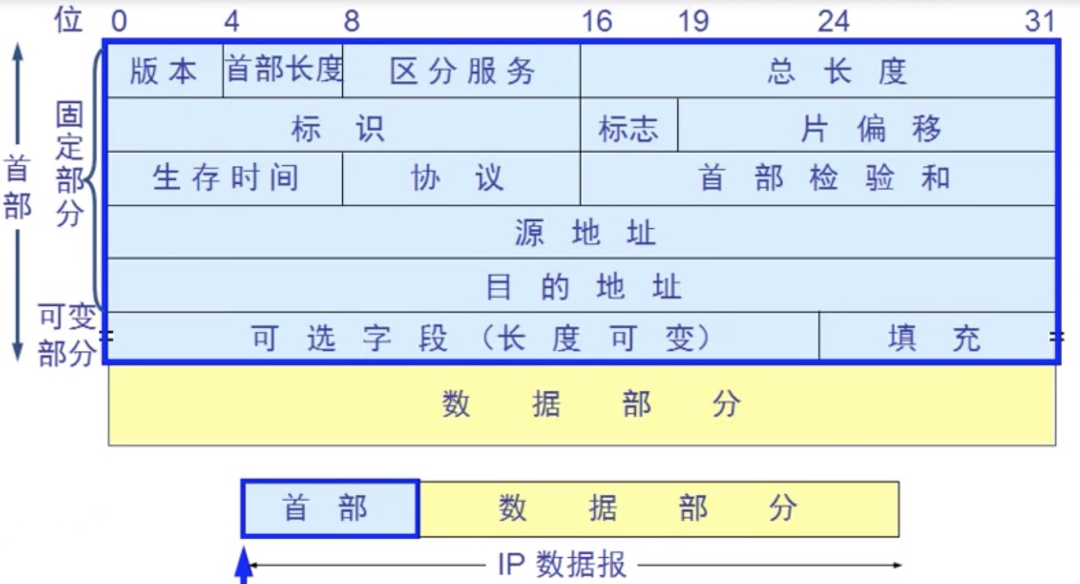 位 0 4 8 16 19 24 31
版本 首部长度 区分服务 总长度
标识 标志 片偏移
生存时间 协议 首部检验和
源地址
目的地址
可选字段（长度可变） 填充
数据部分
首部
固定部分
可变部分
首部 数据部分
IP 数据报